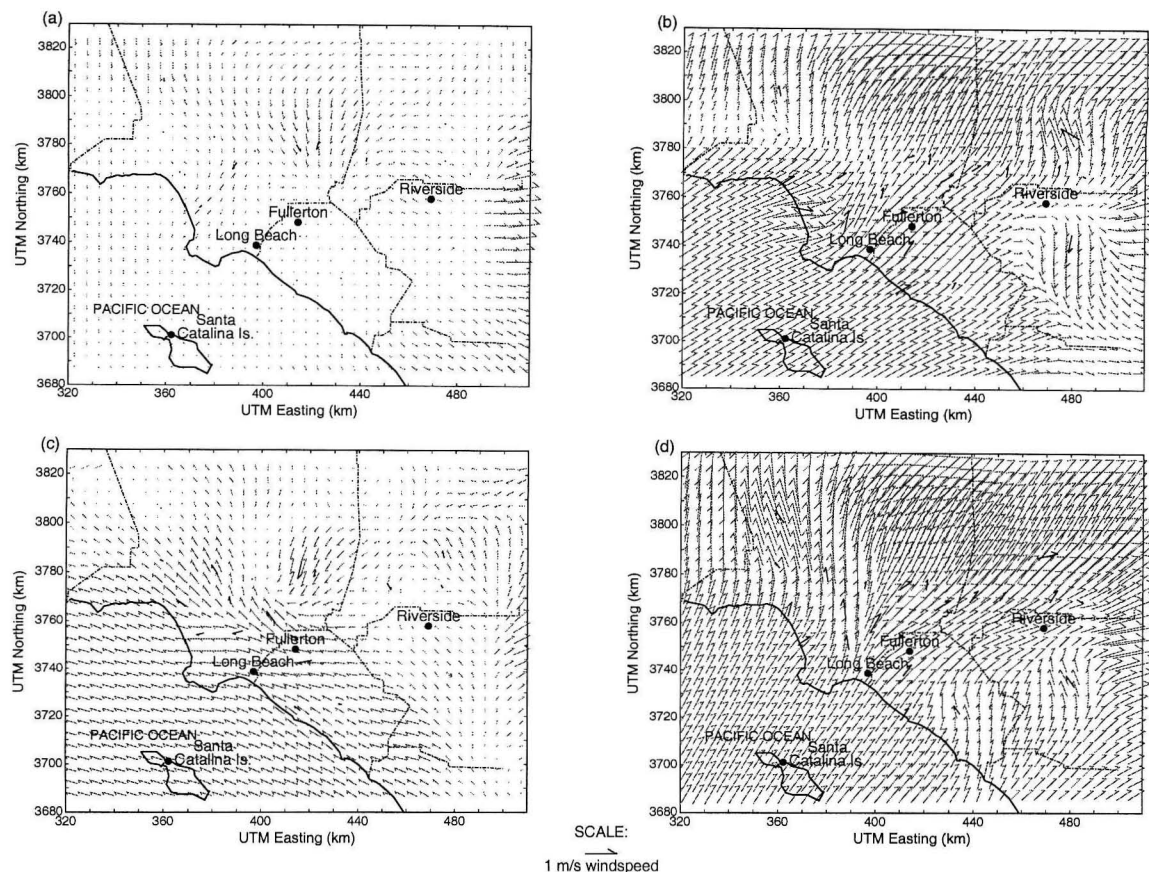 (a)
3820
3800
3780
3760
3740
3720
3700
3680
UTM Northing (km)
Riverside
Fullerton
Long Beach
PACIFIC OCEAN
Santa
Catalina Is.
320 360 400 440 480
UTM Easting (km)
(b)
3820
3800
3780
3760
3740
3720
3700
3680
UTM Northing (km)
Riverside
Fullerton
Long Beach
PACIFIC OCEAN
Santa
Catalina Is.
320 360 400 440 480
UTM Easting (km)
(c)
3820
3800
3780
3760
3740
3720
3700
3680
UTM Northing (km)
Riverside
Fullerton
Long Beach
PACIFIC OCEAN
Santa
Catalina Is.
320 360 400 440 480
UTM Easting (km)
(d)
3820
3800
3780
3760
3740
3720
3700
3680
UTM Northing (km)
Riverside
Fullerton
Long Beach
PACIFIC OCEAN
Santa
Catalina Is.
320 360 400 440 480
UTM Easting (km)
SCALE:
1 m/s windspeed